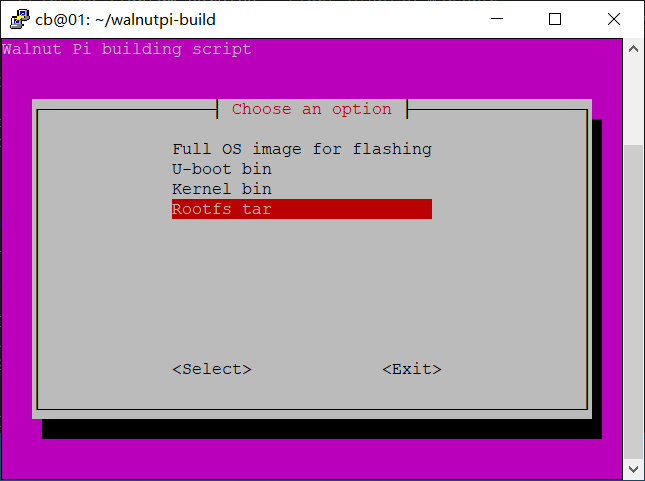 cb@01: ~/walnutpi-build
Walnut Pi building script
Choose an option
Full OS image for flashing
U-boot bin
Kernel bin
Rootfs tar
<Select> <Exit>